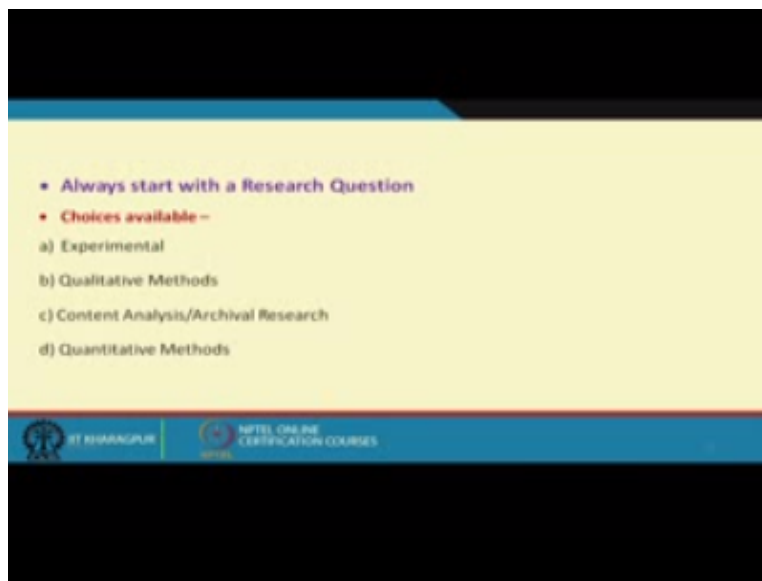 • Always start with a Research Question
• Choices available –
a) Experimental
b) Qualitative Methods
c) Content Analysis/Archival Research
d) Quantitative Methods
IIT KHARAGPUR
NPTEL
NPTEL ONLINE
CERTIFICATION COURSES